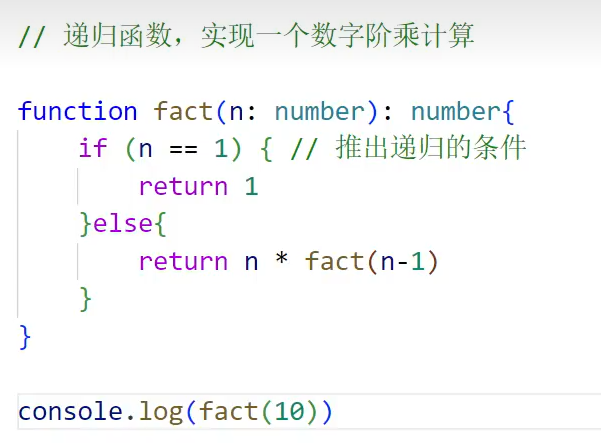 // 递归函数，实现一个数字阶乘计算
function fact(n: number): number{
    if (n == 1) { // 推出递归的条件
        return 1
    }else{
        return n * fact(n-1)
    }
}
console.log(fact(10))